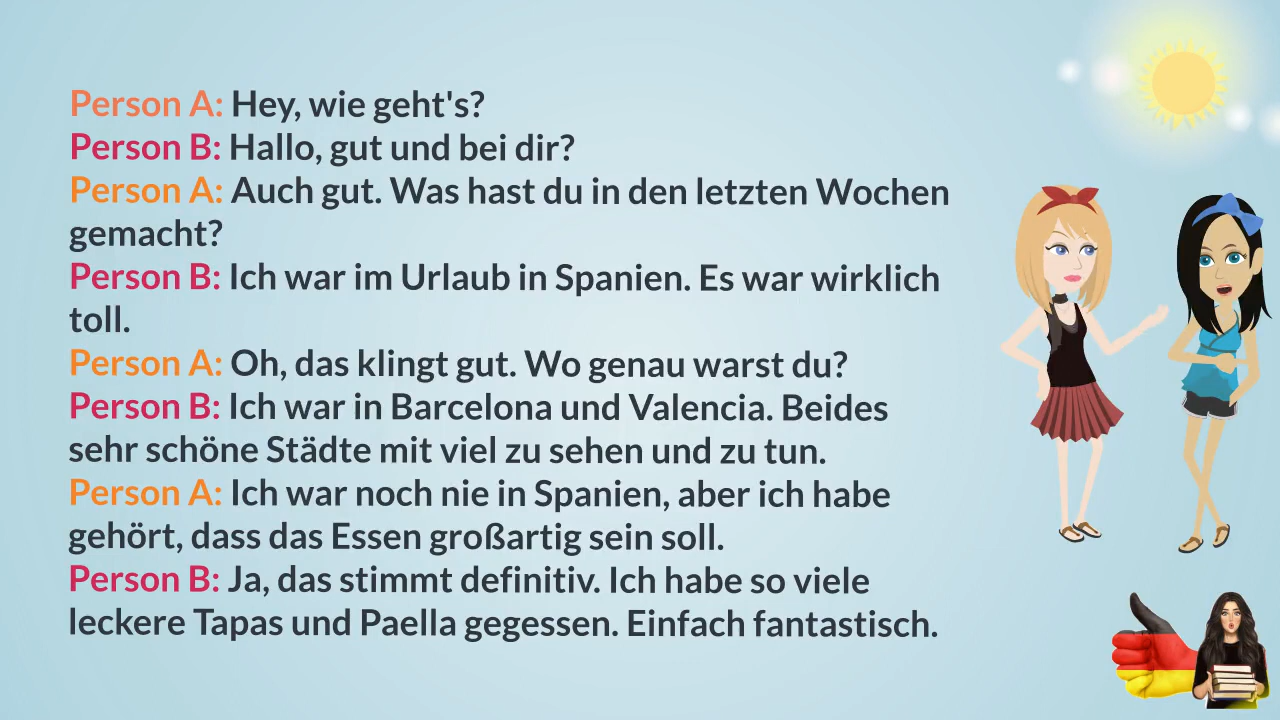 Person A: Hey, wie geht's?
Person B: Hallo, gut und bei dir?
Person A: Auch gut. Was hast du in den letzten Wochen
gemacht?
Person B: Ich war im Urlaub in Spanien. Es war wirklich
toll.
Person A: Oh, das klingt gut. Wo genau warst du?
Person B: Ich war in Barcelona und Valencia. Beides
sehr schöne Städte mit viel zu sehen und zu tun.
Person A: Ich war noch nie in Spanien, aber ich habe
gehört, dass das Essen großartig sein soll.
Person B: Ja, das stimmt definitiv. Ich habe so viele
leckere Tapas und Paella gegessen. Einfach fantastisch.